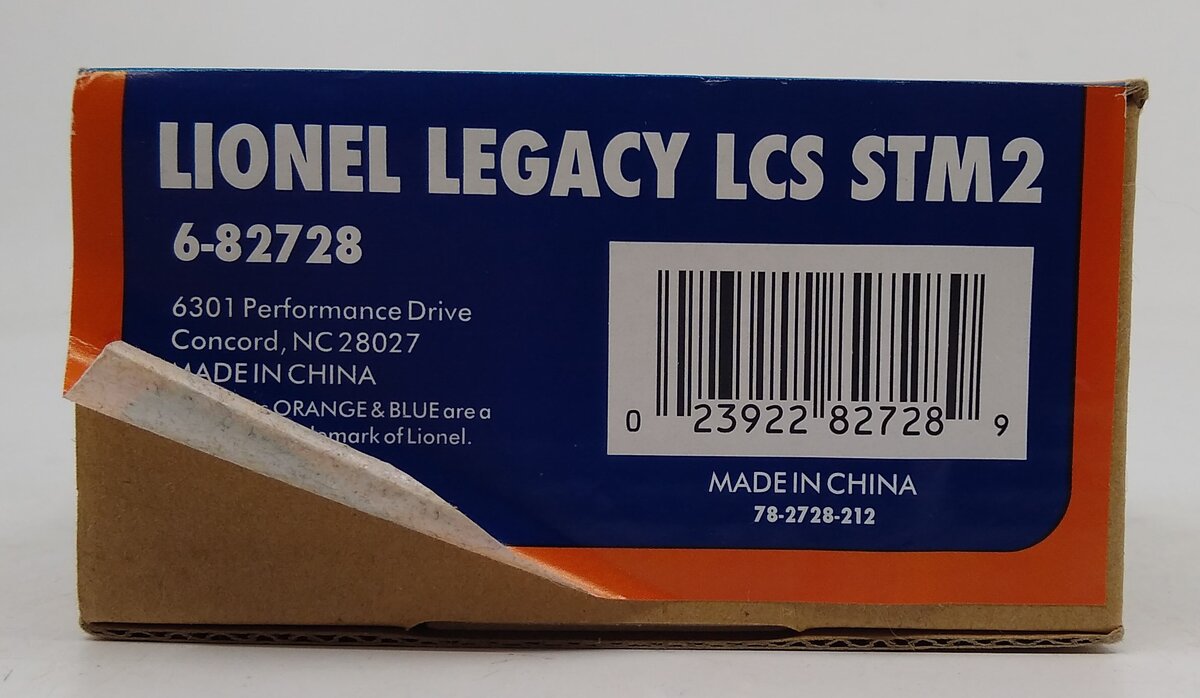 LIONEL LEGACY LCS STM2
6-82728
6301 Performance Drive
Concord, NC 28027
MADE IN CHINA
ORANGE & BLUE are a
of Lionel.
0 23922 82728 9
MADE IN CHINA
78-2728-212